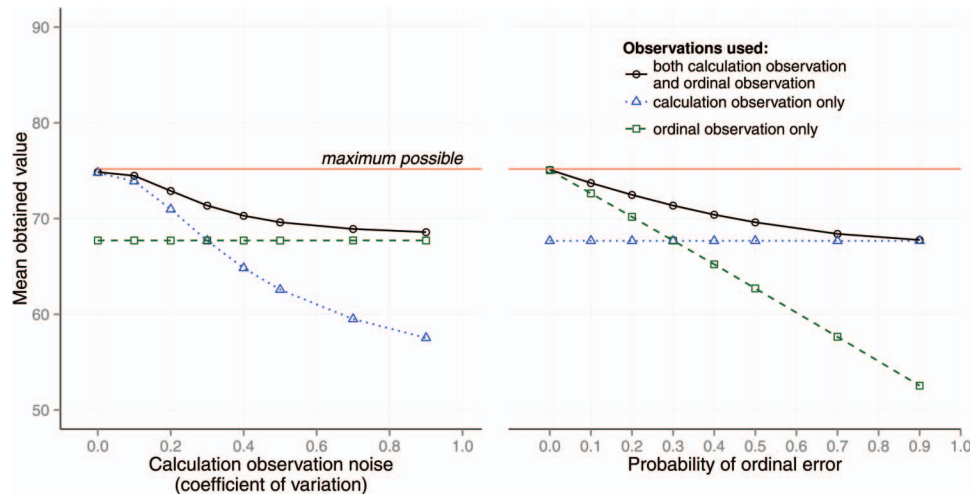 90
80
70
60
50
Mean obtained value
maximum possible
0.0 0.2 0.4 0.6 0.8 1.0
Calculation observation noise
(coefficient of variation)
Observations used:
both calculation observation
and ordinal observation
calculation observation only
ordinal observation only
0.0 0.1 0.2 0.3 0.4 0.5 0.6 0.7 0.8 0.9 1.0
Probability of ordinal error